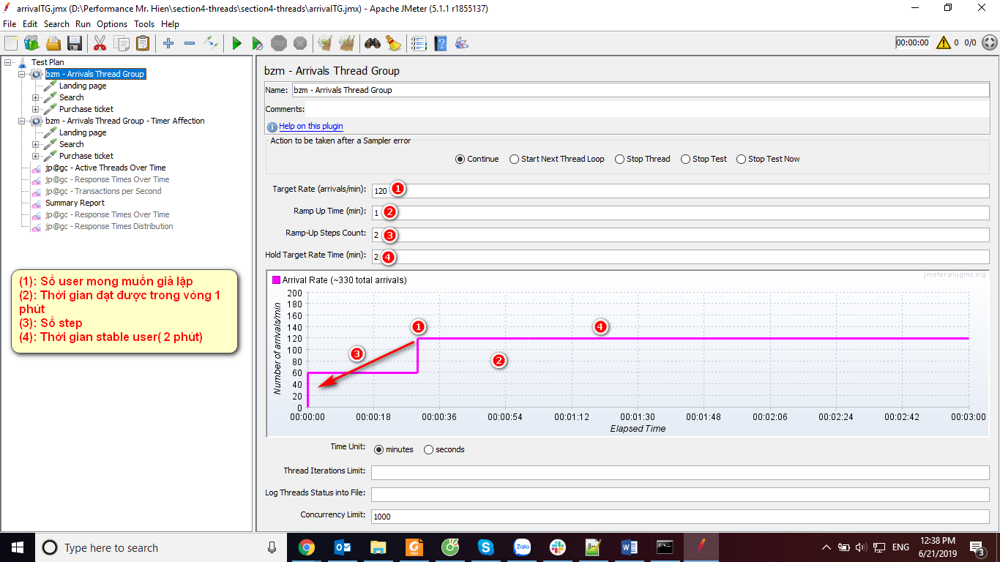 arrivalTG.jmx (D:\Performance Mr. Hien\section4-threads\section4-threads\arrivalTG.jmx) - Apache JMeter (5.1.1 r1855137)
File Edit Search Run Options Tools Help
STOP
00:00:00 0 0/0
Test Plan
bzm - Arrivals Thread Group
Landing page
Search
Purchase ticket
bzm - Arrivals Thread Group - Timer Affection
Landing page
Search
Purchase ticket
jp@gc - Active Threads Over Time
jp@gc - Response Times Over Time
jp@gc - Transactions per Second
Summary Report
jp@gc - Response Times Over Time
jp@gc - Response Times Distribution
(1): Số user mong muốn giả lập
(2): Thời gian đạt được trong vòng 1
phút
(3): Số step
(4): Thời gian stable user( 2 phút)
bzm - Arrivals Thread Group
Name: bzm - Arrivals Thread Group
Comments:
Help on this plugin
Action to be taken after a Sampler error
Continue Start Next Thread Loop Stop Thread Stop Test Stop Test Now
Target Rate (arrivals/min): 120 1
Ramp Up Time (min): 1 2
Ramp-Up Steps Count: 2 3
Hold Target Rate Time (min): 2 4
jmeter-plugins.org
Arrival Rate (~330 total arrivals)
Number of arrivals/min
200
180
160
140 1 4
120
100 3 2
80
60
40
20
0
00:00:00 00:00:18 00:00:36 00:00:54 00:01:12 00:01:30 00:01:48 00:02:06 00:02:24 00:02:42 00:03:00
Elapsed Time
Time Unit: minutes seconds
Thread Iterations Limit:
Log Threads Status into File:
Concurrency Limit: 1000
Type here to search
PDF
Zalo
ENG
12:38 PM
6/21/2019
3